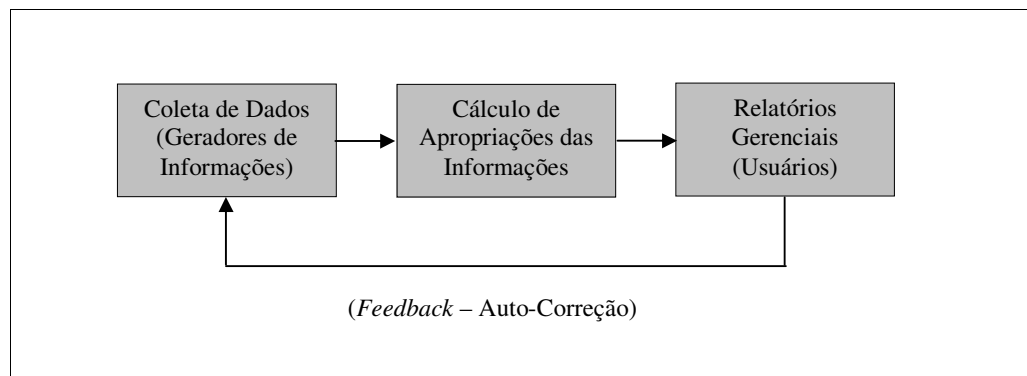 Coleta de Dados
(Geradores de
Informações)
Cálculo de
Apropriações das
Informações
Relatórios
Gerenciais
(Usuários)
(Feedback – Auto-Correção)